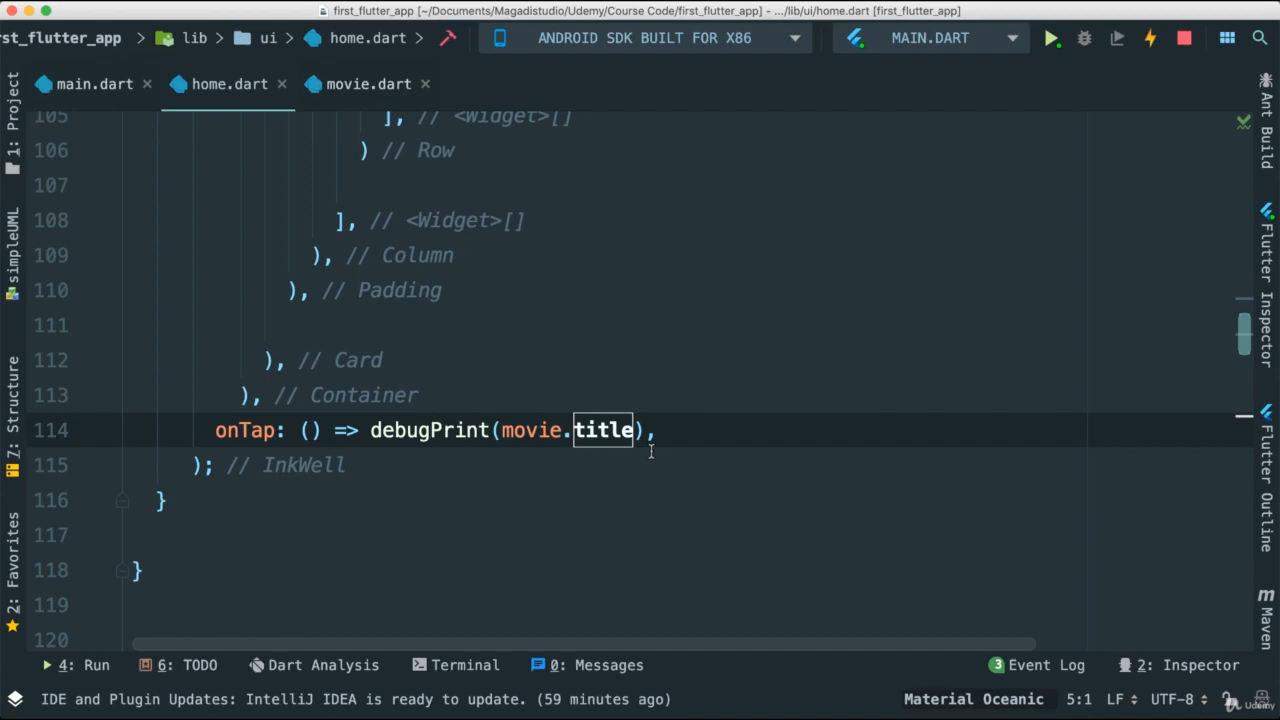 first_flutter_app [~/Documents/Magadistudio/Udemy/Course Code/first_flutter_app] - .../lib/ui/home.dart [first_flutter_app]
rst_flutter_app lib ui home.dart ANDROID SDK BUILT FOR X86 MAIN.DART
main.dart home.dart movie.dart
1: Project
simpleUML
7: Structure
2: Favorites
105 ], // <Widget>[]
106 ) // Row
107
108 ], // <Widget>[]
109 ), // Column
110 ), // Padding
111
112 ), // Card
113 ), // Container
114 onTap: () => debugPrint(movie.title),
115 ); // InkWell
116 }
117
118 }
119
120
Ant Build
Flutter Inspector
Flutter Outline
m Maven
4: Run 6: TODO Dart Analysis Terminal 0: Messages 3 Event Log 2: Inspector
IDE and Plugin Updates: IntelliJ IDEA is ready to update. (59 minutes ago) Material Oceanic 5:1 LF UTF-8
Udemy